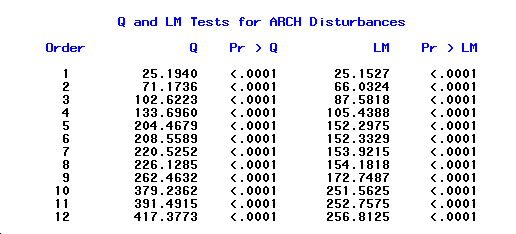 Q and LM Tests for ARCH Disturbances
Order Q Pr > Q LM Pr > LM
1 25.1940 <.0001 25.1527 <.0001
2 71.1736 <.0001 66.0324 <.0001
3 102.6223 <.0001 87.5818 <.0001
4 133.6960 <.0001 105.4388 <.0001
5 204.4679 <.0001 152.2975 <.0001
6 208.5589 <.0001 152.3329 <.0001
7 220.5252 <.0001 153.9215 <.0001
8 226.1285 <.0001 154.1818 <.0001
9 262.4632 <.0001 172.7487 <.0001
10 379.2362 <.0001 251.5625 <.0001
11 391.4915 <.0001 252.7575 <.0001
12 417.3773 <.0001 256.8125 <.0001